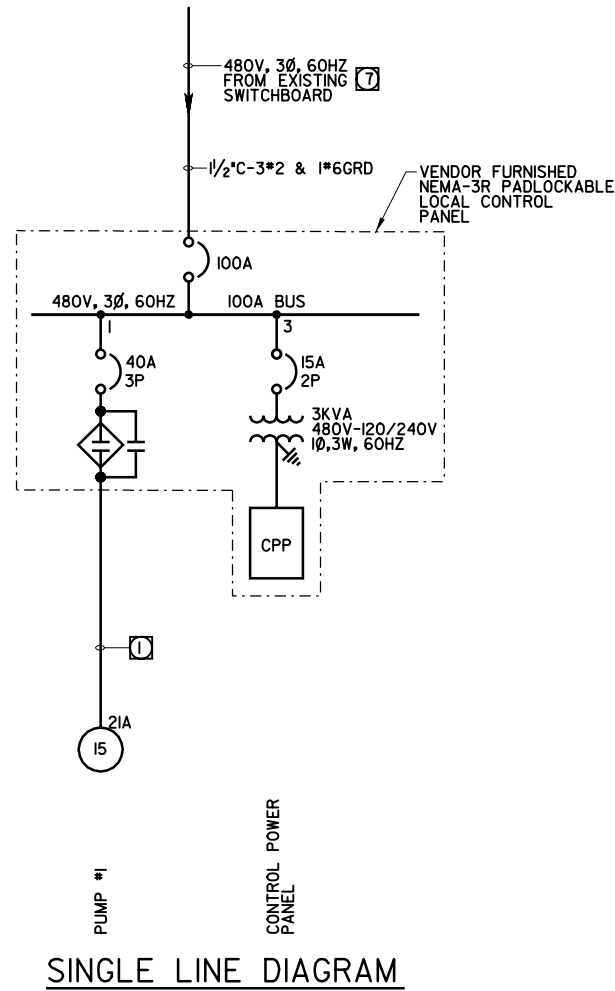 480V, 3Ø, 60HZ
FROM EXISTING
SWITCHBOARD
7
1½"C-3#2 & 1#6GRD
VENDOR FURNISHED
NEMA-3R PADLOCKABLE
LOCAL CONTROL
PANEL
100A
480V, 3Ø, 60HZ
100A BUS
1
3
40A
3P
15A
2P
3KVA
480V-120/240V
1Ø,3W, 60HZ
CPP
1
21A
15
PUMP #1
CONTROL POWER
PANEL
SINGLE LINE DIAGRAM